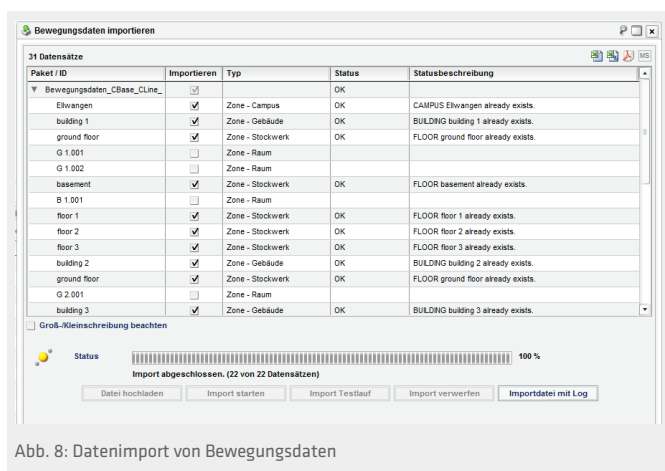 Bewegungsdaten importieren
31 Datensätze
MS
Paket / ID Importieren Typ Status Statusbeschreibung
Bewegungsdaten_CBase_CLine_ OK
Ellwangen Zone - Campus OK CAMPUS Ellwangen already exists.
building 1 Zone - Gebäude OK BUILDING building 1 already exists.
ground floor Zone - Stockwerk OK FLOOR ground floor already exists.
G 1.001 Zone - Raum
G 1.002 Zone - Raum
basement Zone - Stockwerk OK FLOOR basement already exists.
B 1.001 Zone - Raum
floor 1 Zone - Stockwerk OK FLOOR floor 1 already exists.
floor 2 Zone - Stockwerk OK FLOOR floor 2 already exists.
floor 3 Zone - Stockwerk OK FLOOR floor 3 already exists.
building 2 Zone - Gebäude OK BUILDING building 2 already exists.
ground floor Zone - Stockwerk OK FLOOR ground floor already exists.
G 2.001 Zone - Raum
building 3 Zone - Gebäude OK BUILDING building 3 already exists.
Groß-/Kleinschreibung beachten
Status 100 %
Import abgeschlossen. (22 von 22 Datensätzen)
Datei hochladen Import starten Import Testlauf Import verwerfen Importdatei mit Log
Abb. 8: Datenimport von Bewegungsdaten